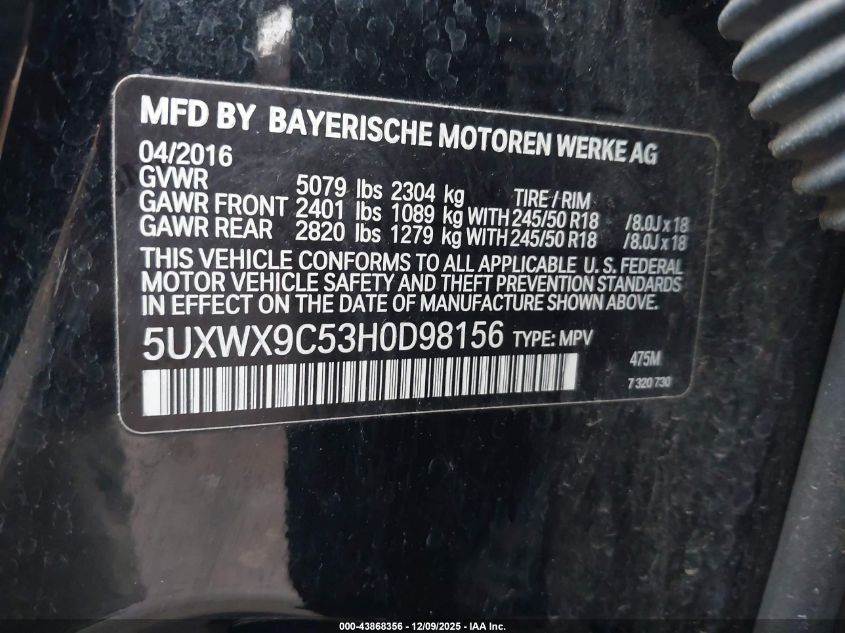 MFD BY BAYERISCHE MOTOREN WERKE AG
04/2016
GVWR 5079 lbs 2304 kg TIRE / RIM
GAWR FRONT 2401 lbs 1089 kg WITH 245/50 R18 /8.0J x 18
GAWR REAR 2820 lbs 1279 kg WITH 245/50 R18 /8.0J x 18
THIS VEHICLE CONFORMS TO ALL APPLICABLE U. S. FEDERAL
MOTOR VEHICLE SAFETY AND THEFT PREVENTION STANDARDS
IN EFFECT ON THE DATE OF MANUFACTURE SHOWN ABOVE.
5UXWX9C53H0D98156 TYPE: MPV
475M
7 320 730
000-43868356 - 12/09/2025 - IAA Inc.